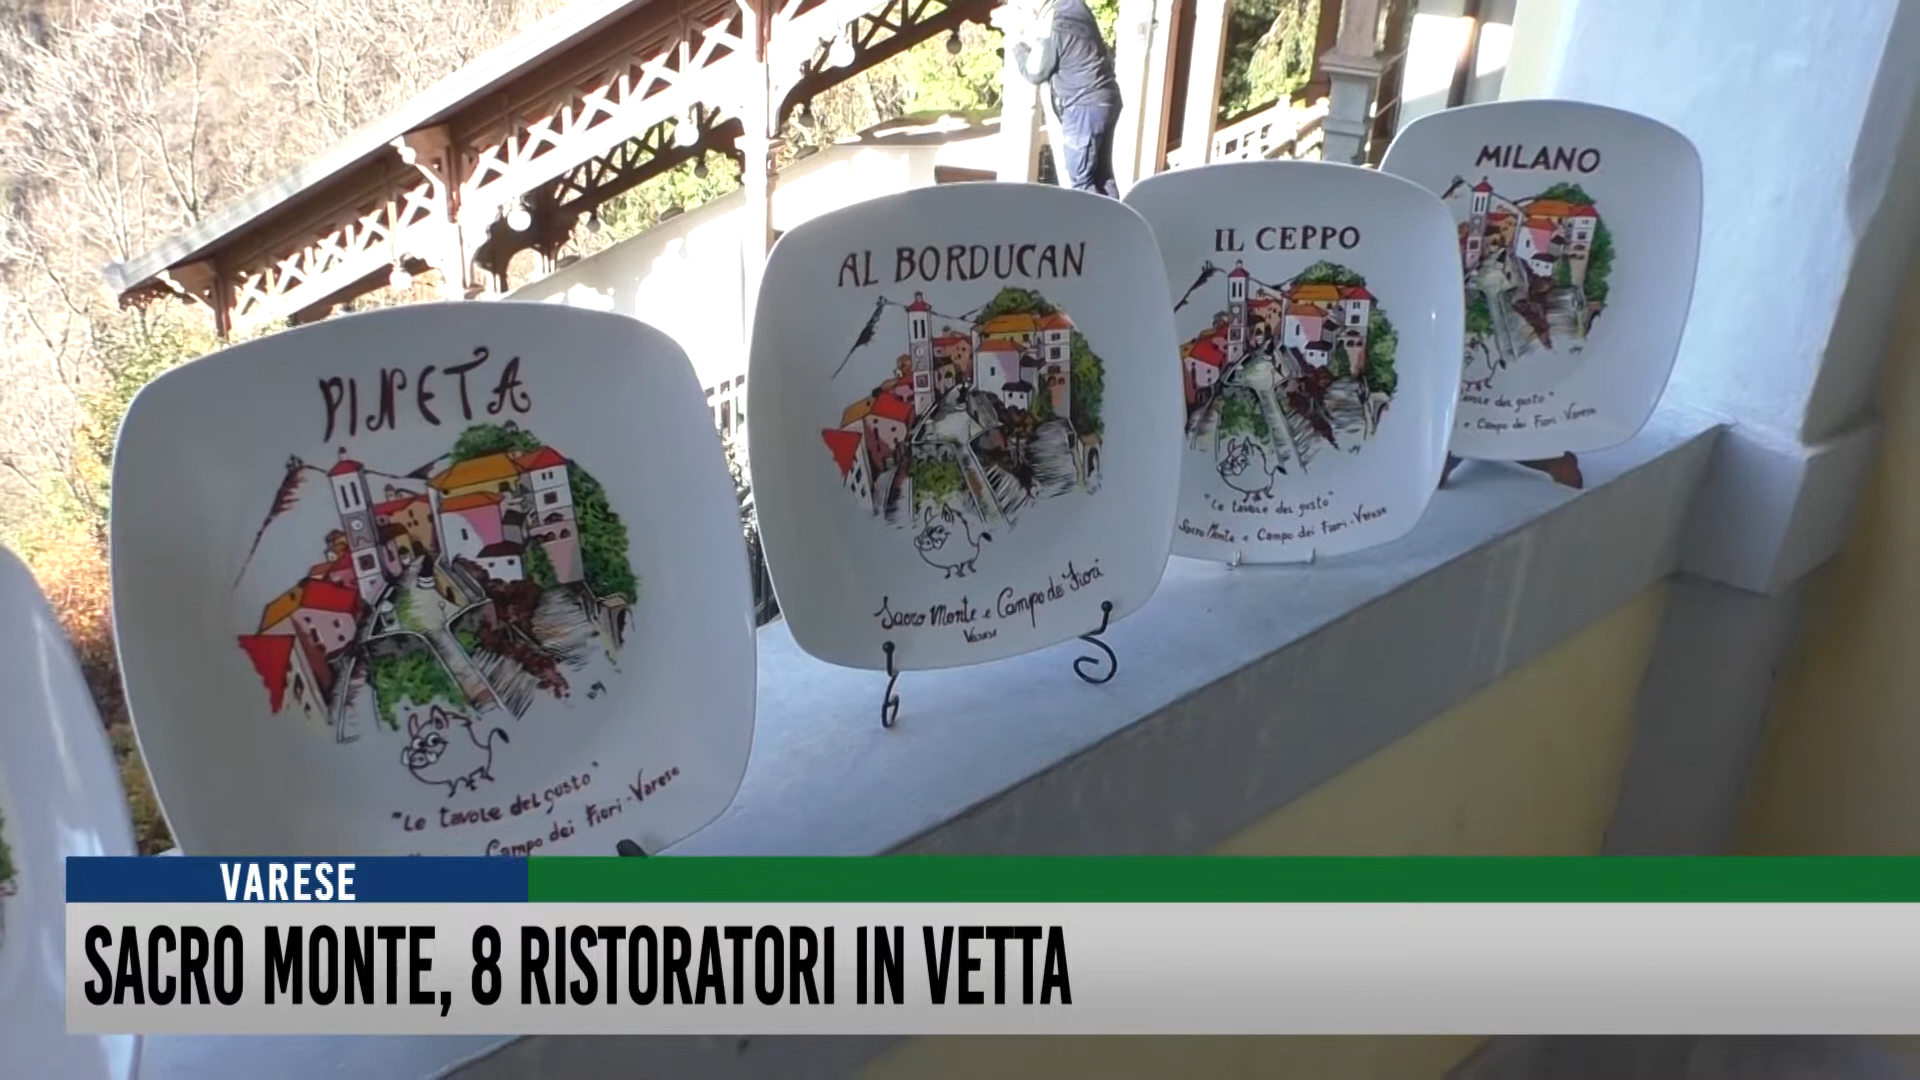 PINETA
"Le tavole del gusto"
Campo dei Fiori - Varese
AL BORDUCAN
Sacro Monte e Campo dei Fiori
Varese
IL CEPPO
"Le tavole del gusto"
Sacro Monte e Campo dei Fiori - Varese
MILANO
del gusto"
e Campo dei Fiori - Varese
VARESE
SACRO MONTE, 8 RISTORATORI IN VETTA